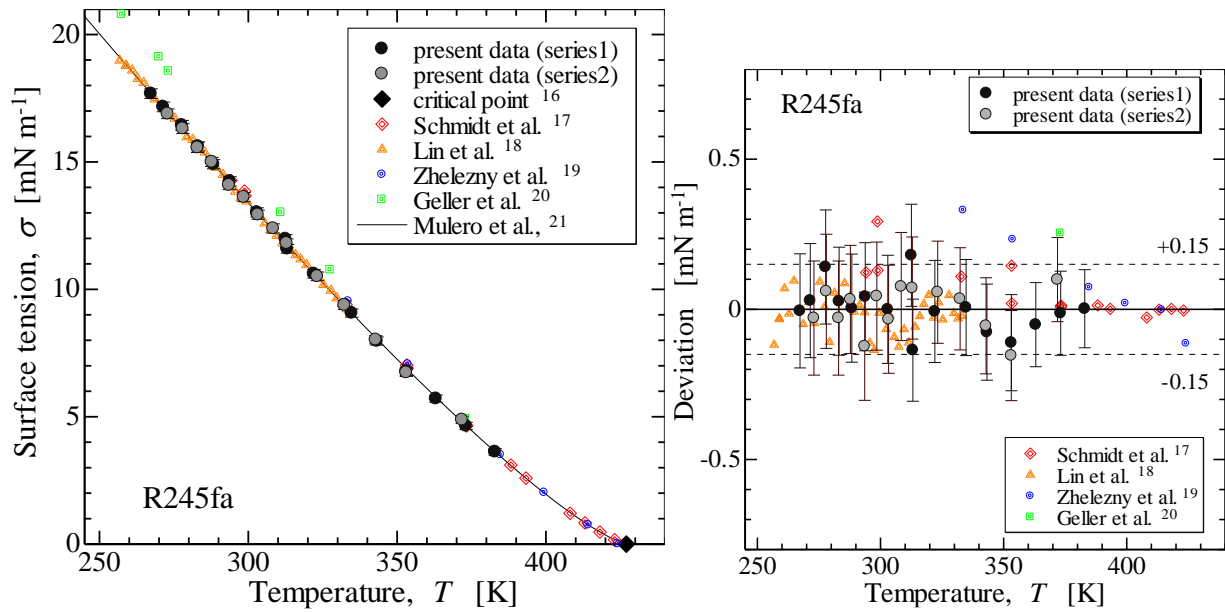 20
15
10
5
0
250
300
350
400
Surface tension, σ [mN m-1]
Temperature, T [K]
R245fa
present data (series1)
present data (series2)
critical point 16
Schmidt et al. 17
Lin et al. 18
Zhelezny et al. 19
Geller et al. 20
Mulero et al., 21
R245fa
present data (series1)
present data (series2)
0.5
0
-0.5
+0.15
-0.15
Deviation [mN m-1]
Schmidt et al. 17
Lin et al. 18
Zhelezny et al. 19
Geller et al. 20
250
300
350
400
Temperature, T [K]